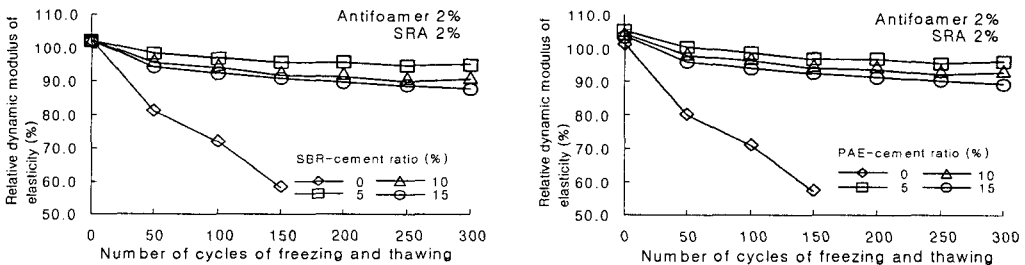 Antifoamer 2%
SRA 2%
Relative dynamic modulus of
elasticity (%)
110.0
100.0
90.0
80.0
70.0
60.0
50.0
SBR-cement ratio (%)
0 10
5 15
0 50 100 150 200 250 300
Number of cycles of freezing and thawing
Antifoamer 2%
SRA 2%
Relative dynamic modulus of
elasticity (%)
110.0
100.0
90.0
80.0
70.0
60.0
50.0
PAE-cement ratio (%)
0 10
5 15
0 50 100 150 200 250 300
Number of cycles of freezing and thawing